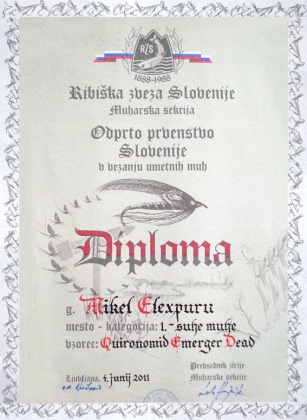 RZS
1888-1988
Ribiška zveza Slovenije
Muharska sekcija
Odprto prvenstvo
Slovenije
v vezanju umetnih muh
Diploma
g. Mikel Elexpuru
mesto - kategorija: 1.- suhe muhe
vzorec: Quironomid Emerger Dead
Ljubljana, 4. junij 2011
Predsednik žirije
Muharske sekcije